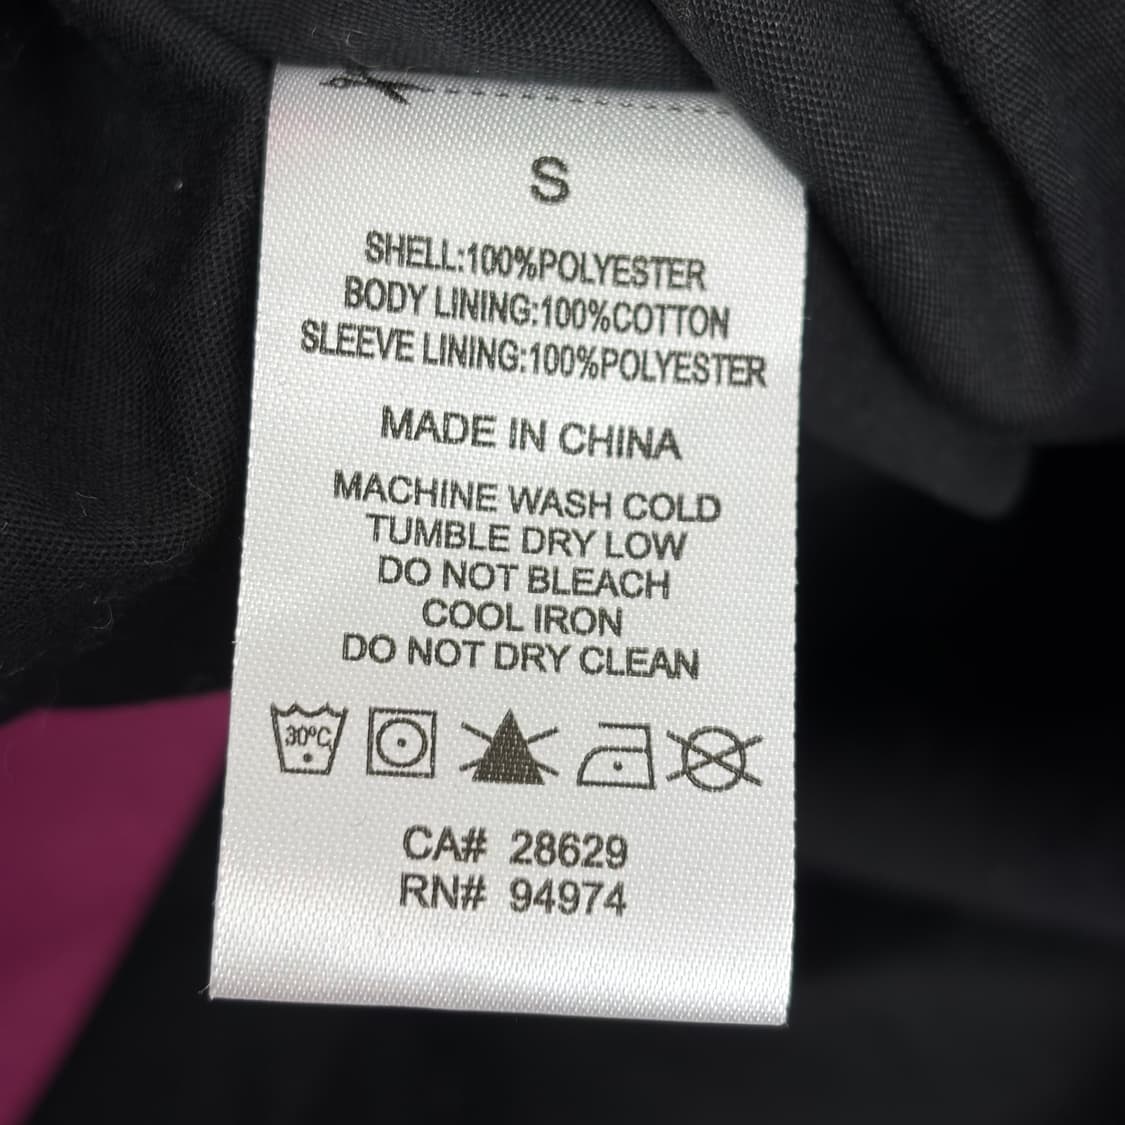 S
SHELL:100%POLYESTER
BODY LINING:100%COTTON
SLEEVE LINING:100%POLYESTER
MADE IN CHINA
MACHINE WASH COLD
TUMBLE DRY LOW
DO NOT BLEACH
COOL IRON
DO NOT DRY CLEAN
30°C
CA# 28629
RN# 94974